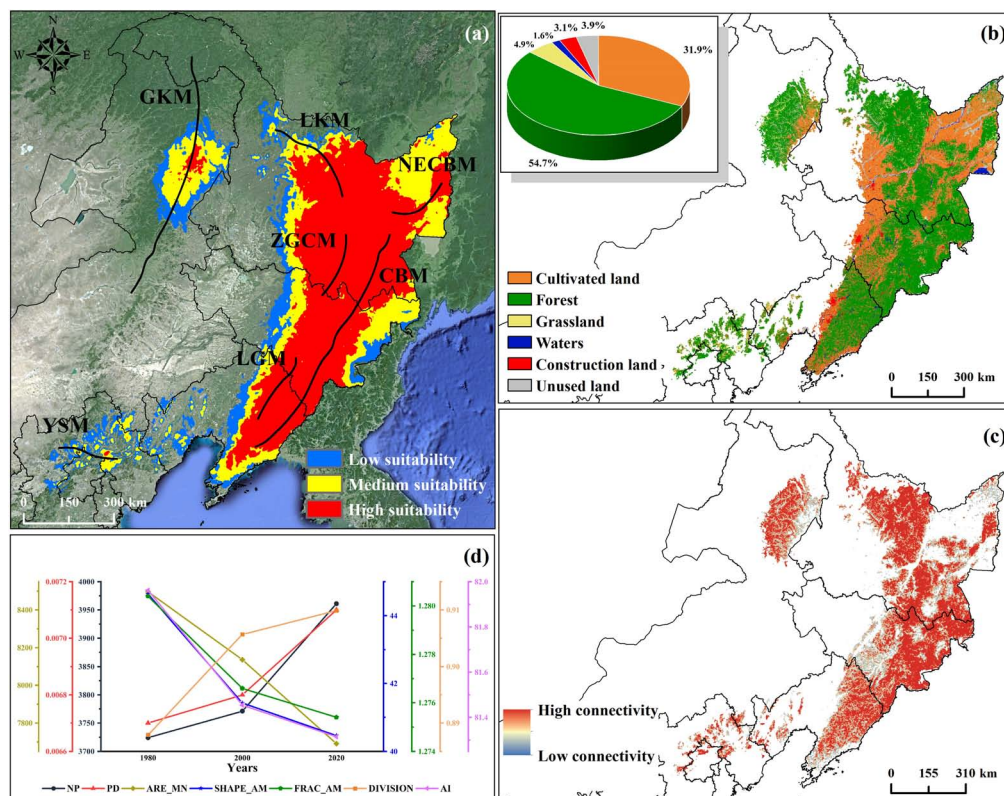 (a)
N
W E
S
GKM
LKM
NECBM
ZGCM
CBM
LGM
YSM
Low suitability
Medium suitability
High suitability
0 150 300 km
(b)
3.1% 3.9%
1.6%
4.9%
31.9%
54.7%
Cultivated land
Forest
Grassland
Waters
Construction land
Unused land
0 150 300 km
(c)
High connectivity
Low connectivity
0 155 310 km
(d)
8400
8200
8000
7800
7600
0.0072
0.0070
0.0068
0.0066
4000
3950
3900
3850
3800
3750
3700
44
42
40
1.280
1.278
1.276
1.274
0.91
0.90
0.89
82.0
81.8
81.6
81.4
1980 2000 2020
Years
NP PD ARE_MN SHAPE_AM FRAC_AM DIVISION AI